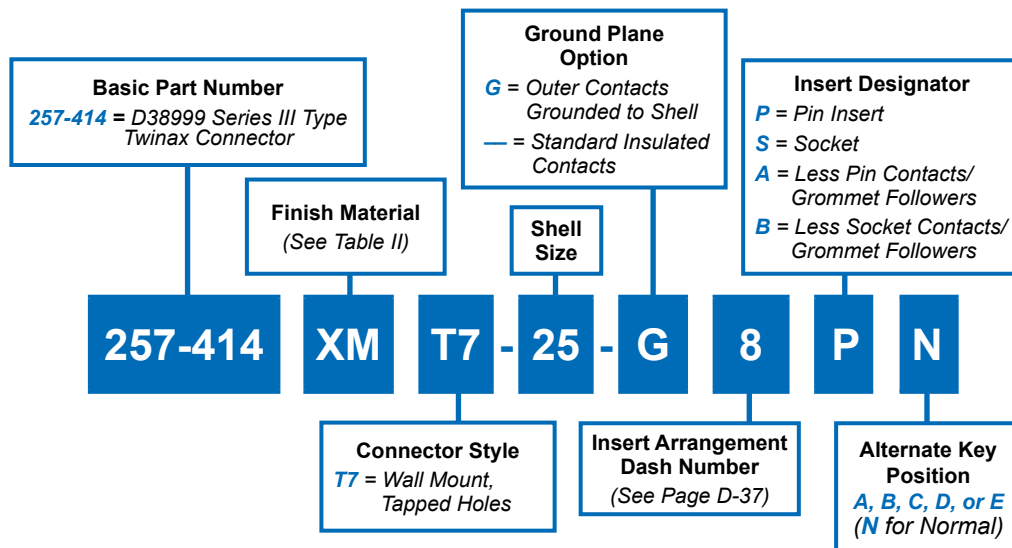 Basic Part Number
257-414 = D38999 Series III Type
Twinax Connector
Finish Material
(See Table II)
Shell
Size
Ground Plane
Option
G = Outer Contacts
Grounded to Shell
— = Standard Insulated
Contacts
Insert Designator
P = Pin Insert
S = Socket
A = Less Pin Contacts/
Grommet Followers
B = Less Socket Contacts/
Grommet Followers
257-414 XM T7 - 25 - G 8 P N
Connector Style
T7 = Wall Mount,
Tapped Holes
Insert Arrangement
Dash Number
(See Page D-37)
Alternate Key
Position
A, B, C, D, or E
(N for Normal)